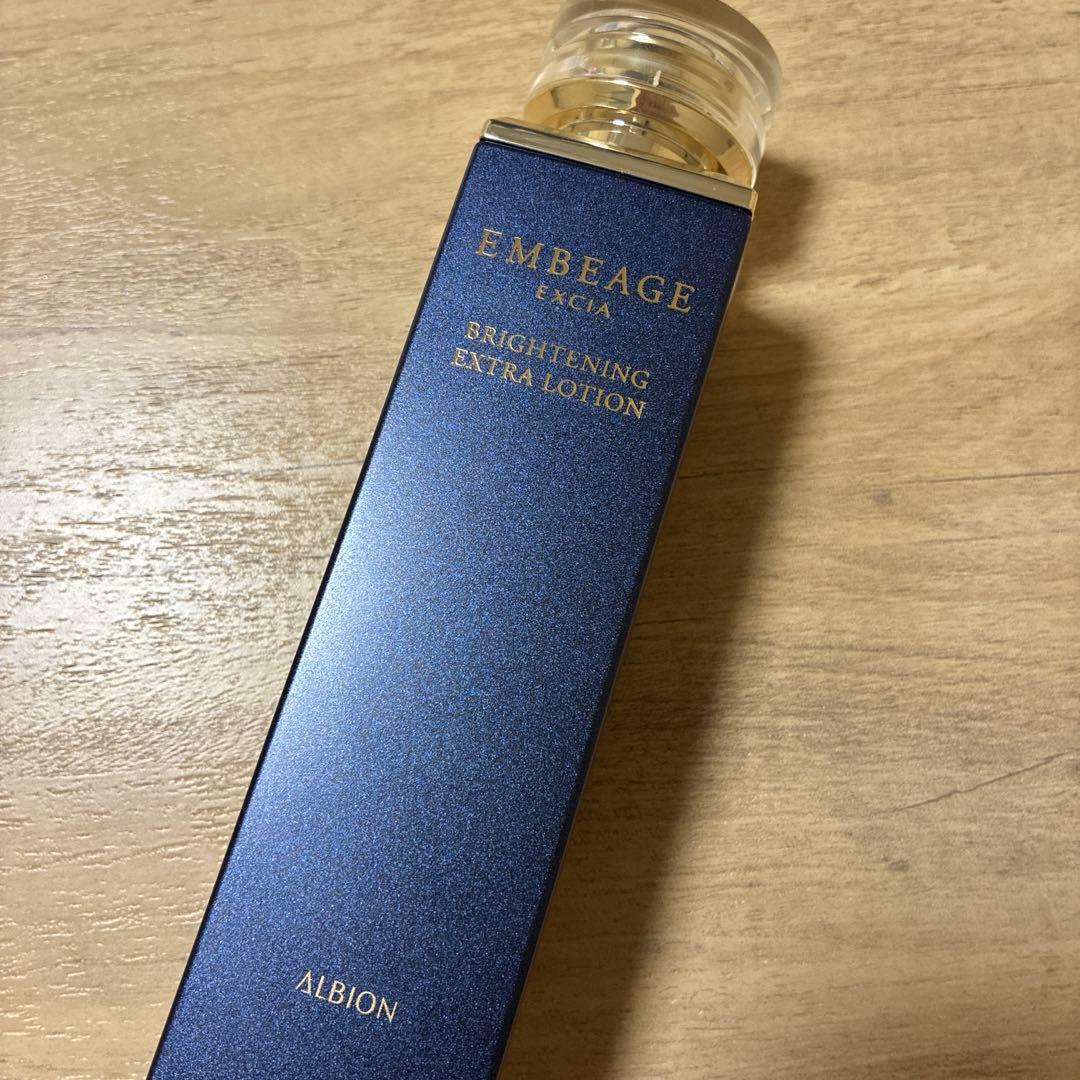 EMBEAGE
EXCIA
BRIGHTENING
EXTRA LOTION
ALBION